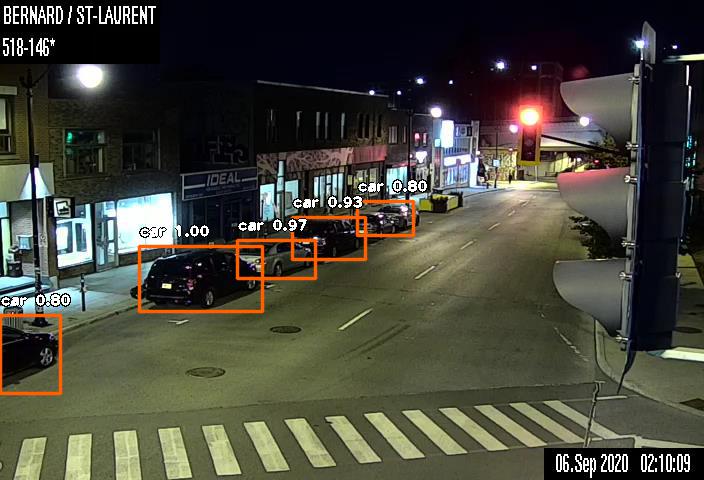 BERNARD / ST-LAURENT
518-146*
IDEAL
car 0.80
car 0.93
car 0.97
car 1.00
car 0.80
06.Sep 2020 02:10:09